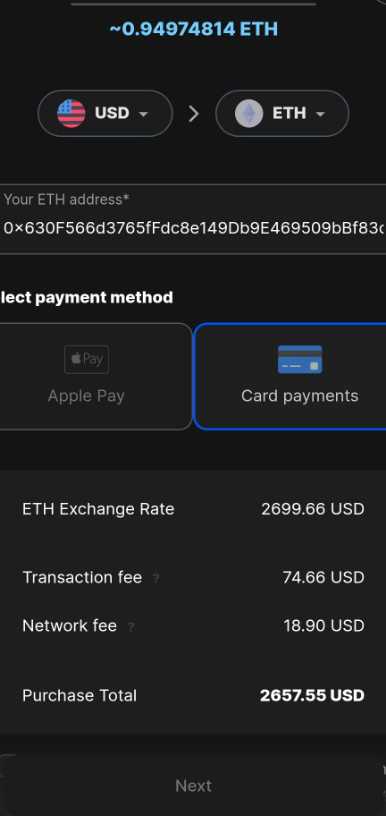 ~0.94974814 ETH
USD > ETH
Your ETH address*
0x630F566d3765fFdc8e149Db9E469509bBf83c
lect payment method
Pay
Apple Pay Card payments
ETH Exchange Rate 2699.66 USD
Transaction fee ? 74.66 USD
Network fee ? 18.90 USD
Purchase Total 2657.55 USD
Next